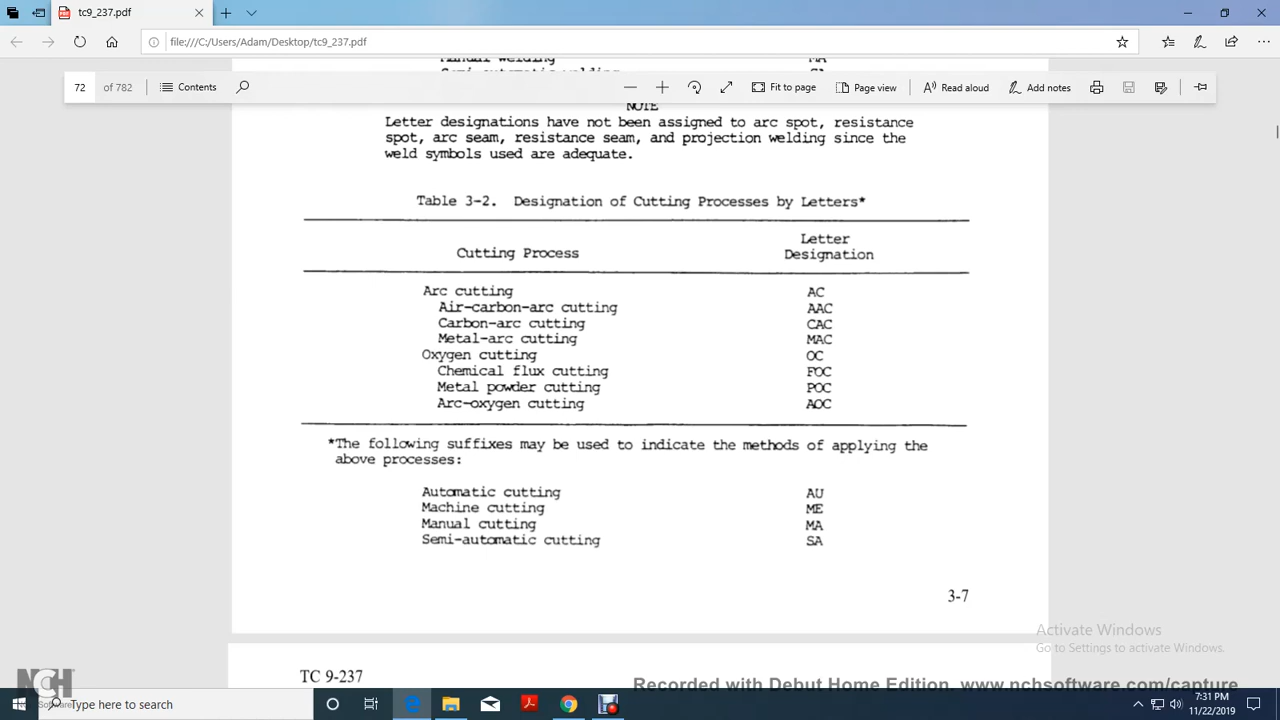 tc9_237.pdf
file:///C:/Users/Adam/Desktop/tc9_237.pdf
Manual welding MA
72 of 782 Contents Fit to page Page view Read aloud Add notes
NOTE
Letter designations have not been assigned to arc spot, resistance
spot, arc seam, resistance seam, and projection welding since the
weld symbols used are adequate.
Table 3-2. Designation of Cutting Processes by Letters*
Letter
Cutting Process Designation
Arc cutting AC
Air-carbon-arc cutting AAC
Carbon-arc cutting CAC
Metal-arc cutting MAC
Oxygen cutting OC
Chemical flux cutting FOC
Metal powder cutting POC
Arc-oxygen cutting AOC
*The following suffixes may be used to indicate the methods of applying the
above processes:
Automatic cutting AU
Machine cutting ME
Manual cutting MA
Semi-automatic cutting SA
3-7
Activate Windows
Go to Settings to activate Windows.
TC 9-237
NCH
Software
Recorded with Debut Home Edition. www.nchsoftware.com/capture
Type here to search
7:31 PM
11/22/2019